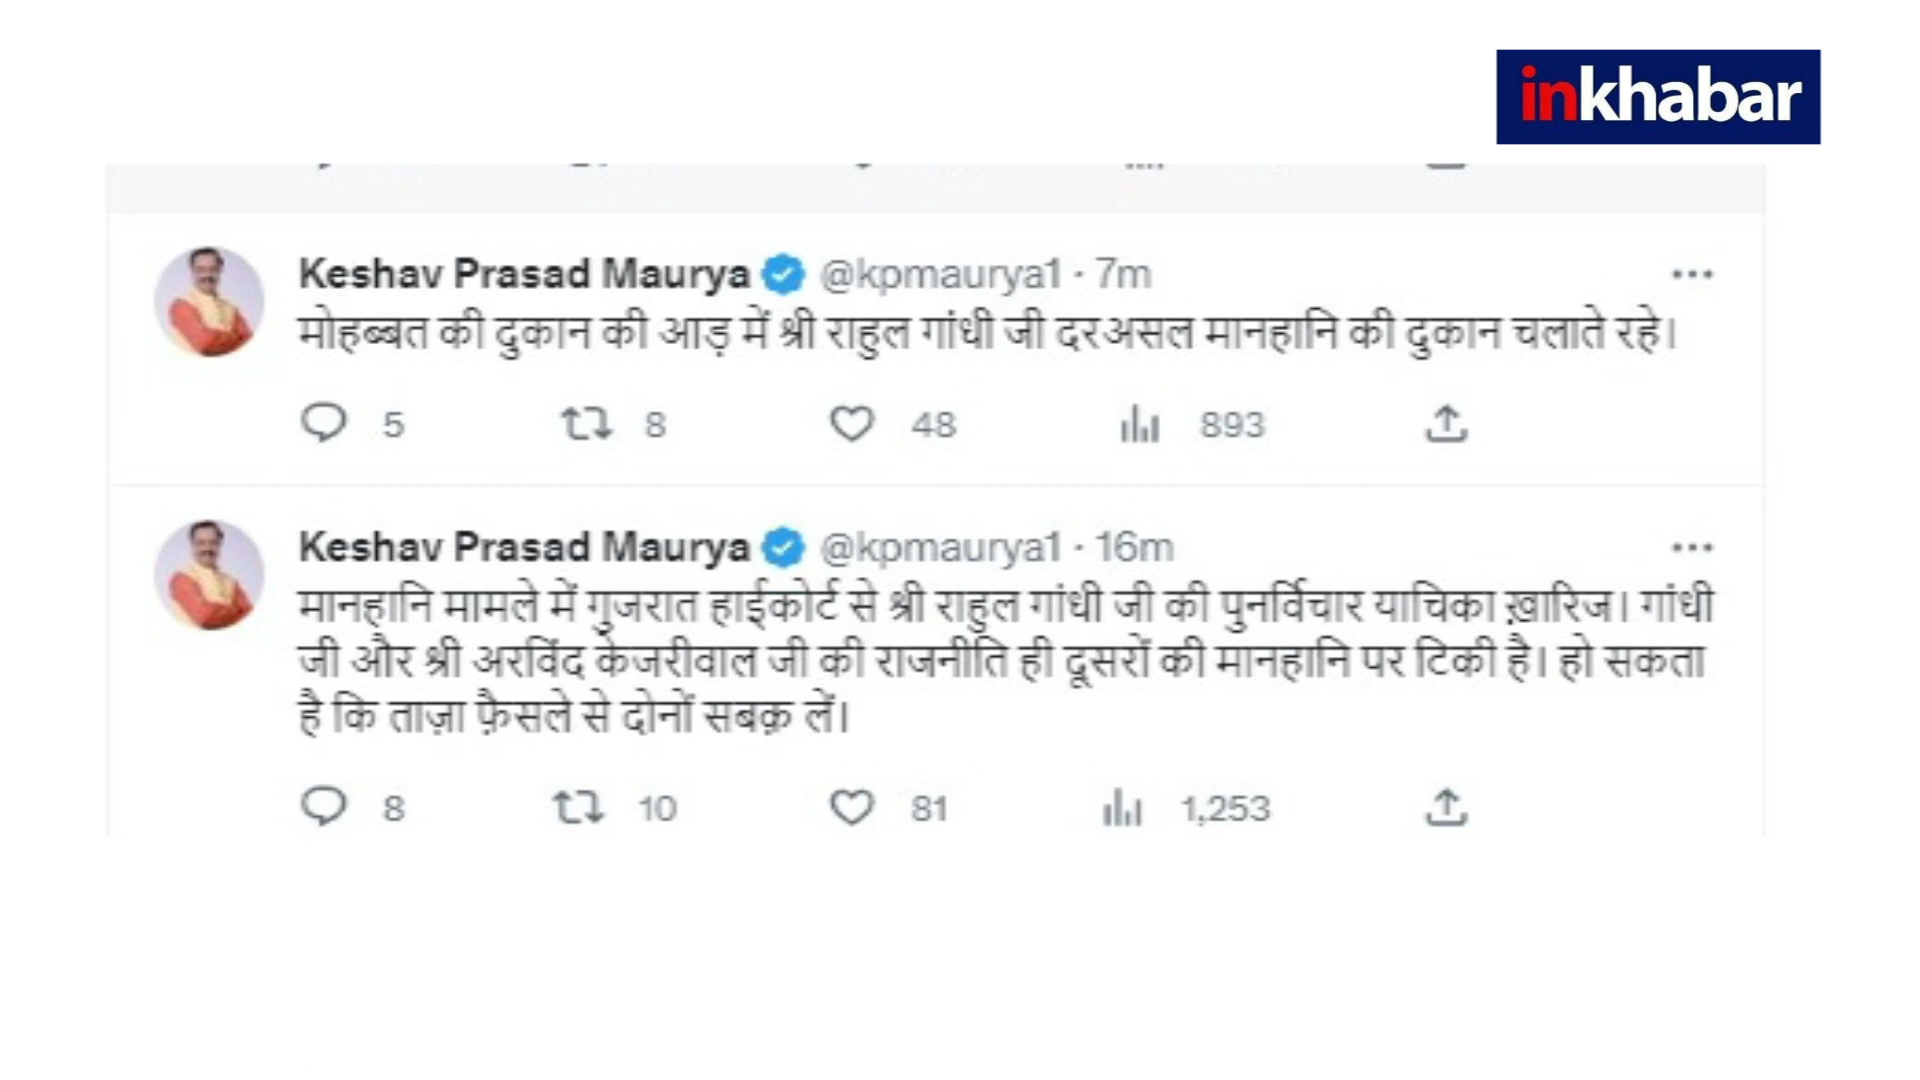 inkhabar
Keshav Prasad Maurya @kpmaurya1 · 7m
मोहब्बत की दुकान की आड़ में श्री राहुल गांधी जी दरअसल मानहानि की दुकान चलाते रहे।
5 8 48 893
Keshav Prasad Maurya @kpmaurya1 · 16m
मानहानि मामले में गुजरात हाईकोर्ट से श्री राहुल गांधी जी की पुनर्विचार याचिका ख़ारिज। गांधी
जी और श्री अरविंद केजरीवाल जी की राजनीति ही दूसरों की मानहानि पर टिकी है। हो सकता
है कि ताज़ा फ़ैसले से दोनों सबक़ लें।
8 10 81 1,253